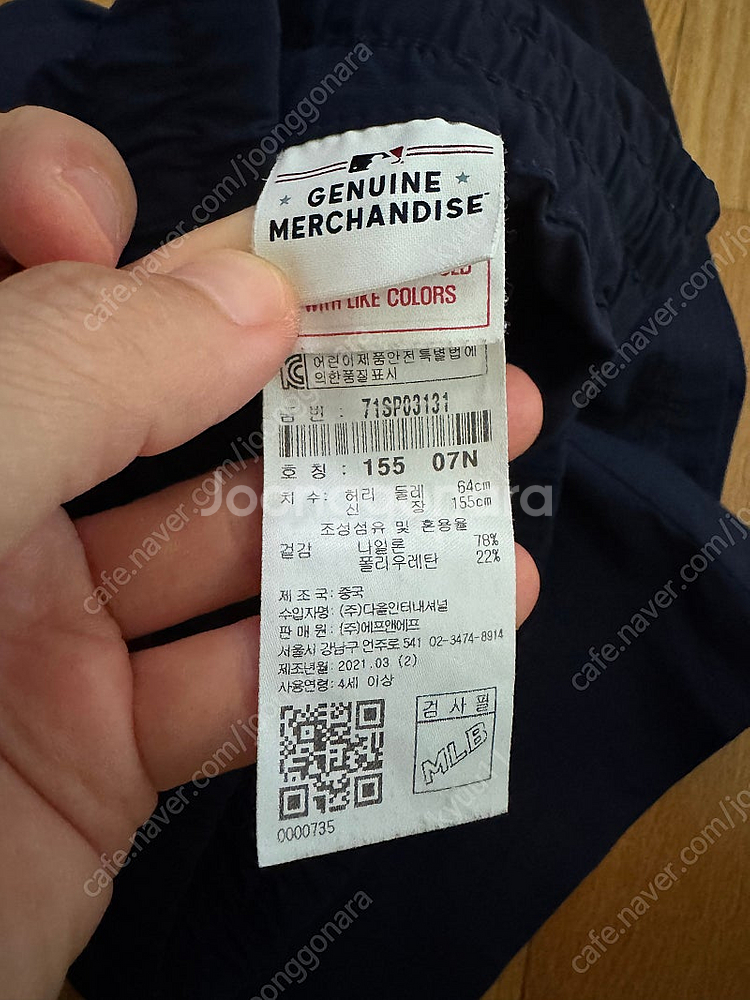 GENUINE
MERCHANDISE
WITH LIKE COLORS
어린이제품안전특별법에
의한품질표시
품 번 : 71SP03131
호 칭 : 155 07N
치 수 : 허리 둘레 64cm
신 장 155cm
조성섬유 및 혼용율
겉감 나일론 78%
폴리우레탄 22%
제 조 국 : 중국
수입자명 : (주)다올인터내셔널
판 매 원 : (주)에프앤에프
서울시 강남구 언주로 541 02-3474-8914
제조년월 : 2021.03 (2)
사용연령 : 4세 이상
검 사 필
MLB
0000735
Joonggonara
cafe.naver.com/joonggonara